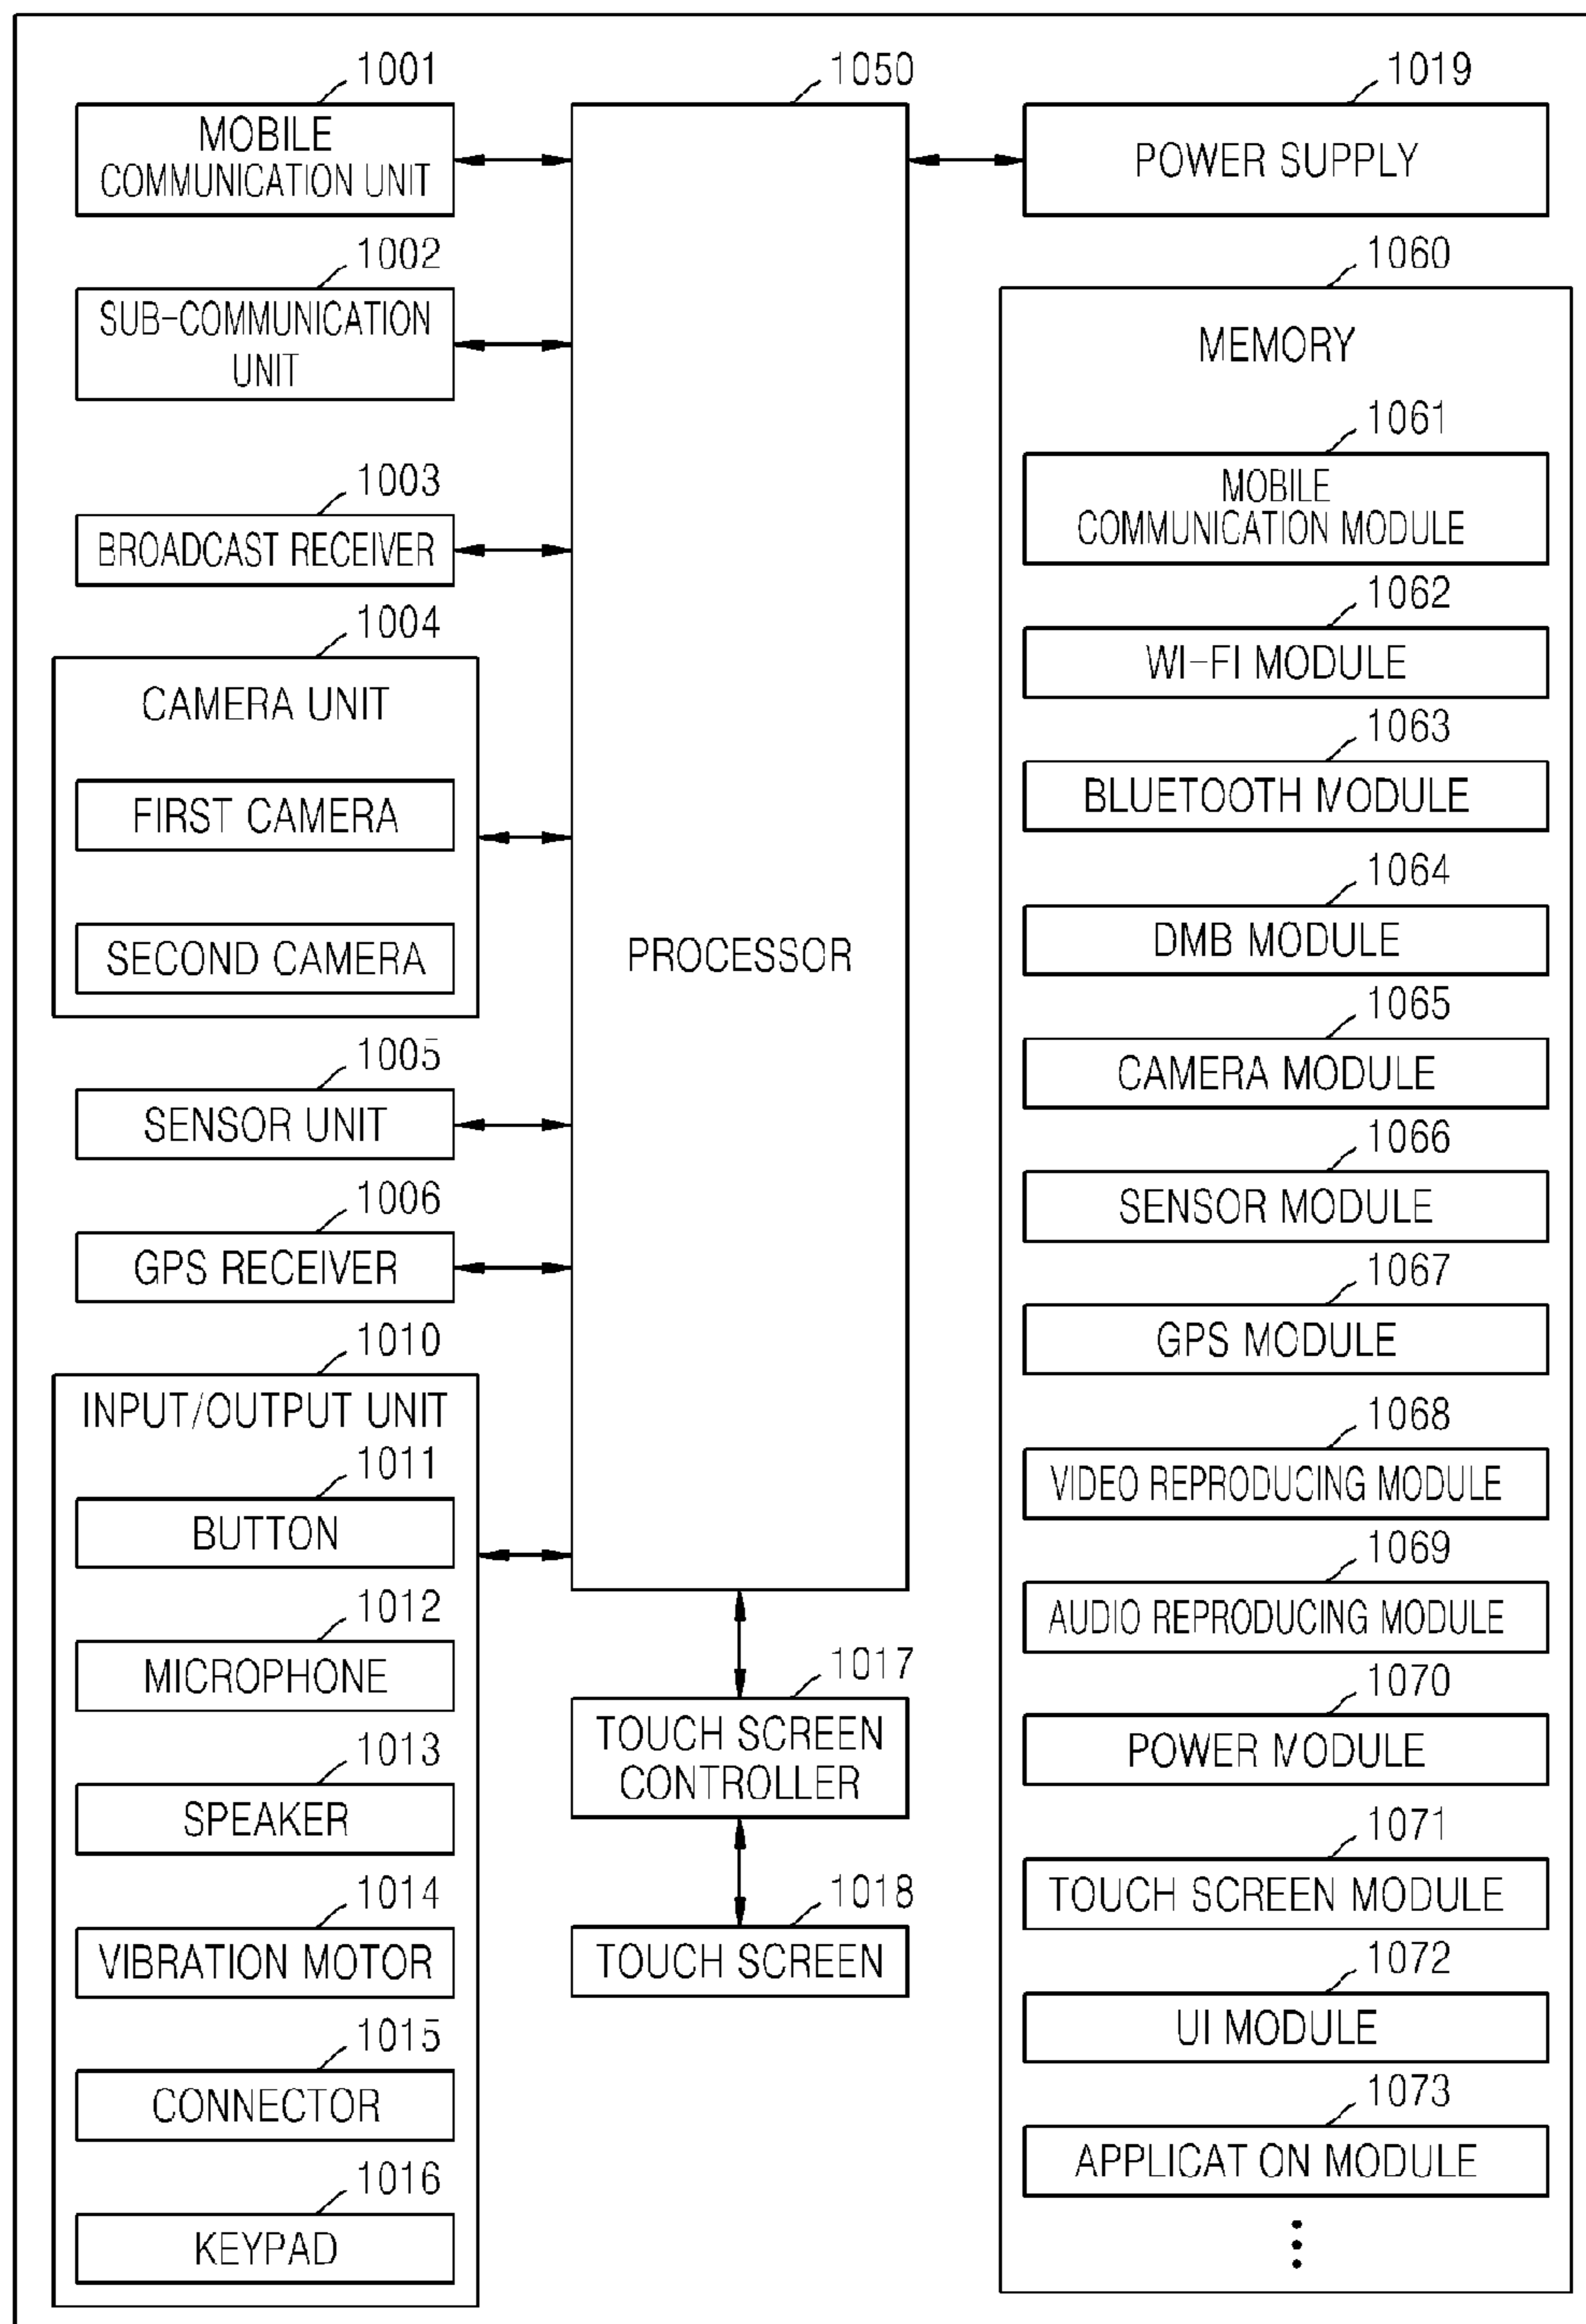 1001
MOBILE
COMMUNICATION UNIT
1002
SUB-COMMUNICATION
UNIT
1003
BROADCAST RECEIVER
1004
CAMERA UNIT
FIRST CAMERA
SECOND CAMERA
1005
SENSOR UNIT
1006
GPS RECEIVER
1010
INPUT/OUTPUT UNIT
1011
BUTTON
1012
MICROPHONE
1013
SPEAKER
1014
VIBRATION MOTOR
1015
CONNECTOR
1016
KEYPAD
1050
PROCESSOR
1017
TOUCH SCREEN
CONTROLLER
1018
TOUCH SCREEN
1019
POWER SUPPLY
1060
MEMORY
1061
MOBILE
COMMUNICATION MODULE
1062
WI-FI MODULE
1063
BLUETOOTH MODULE
1064
DMB MODULE
1065
CAMERA MODULE
1066
SENSOR MODULE
1067
GPS MODULE
1068
VIDEO REPRODUCING MODULE
1069
AUDIO REPRODUCING MODULE
1070
POWER MODULE
1071
TOUCH SCREEN MODULE
1072
UI MODULE
1073
APPLICAT ON MODULE